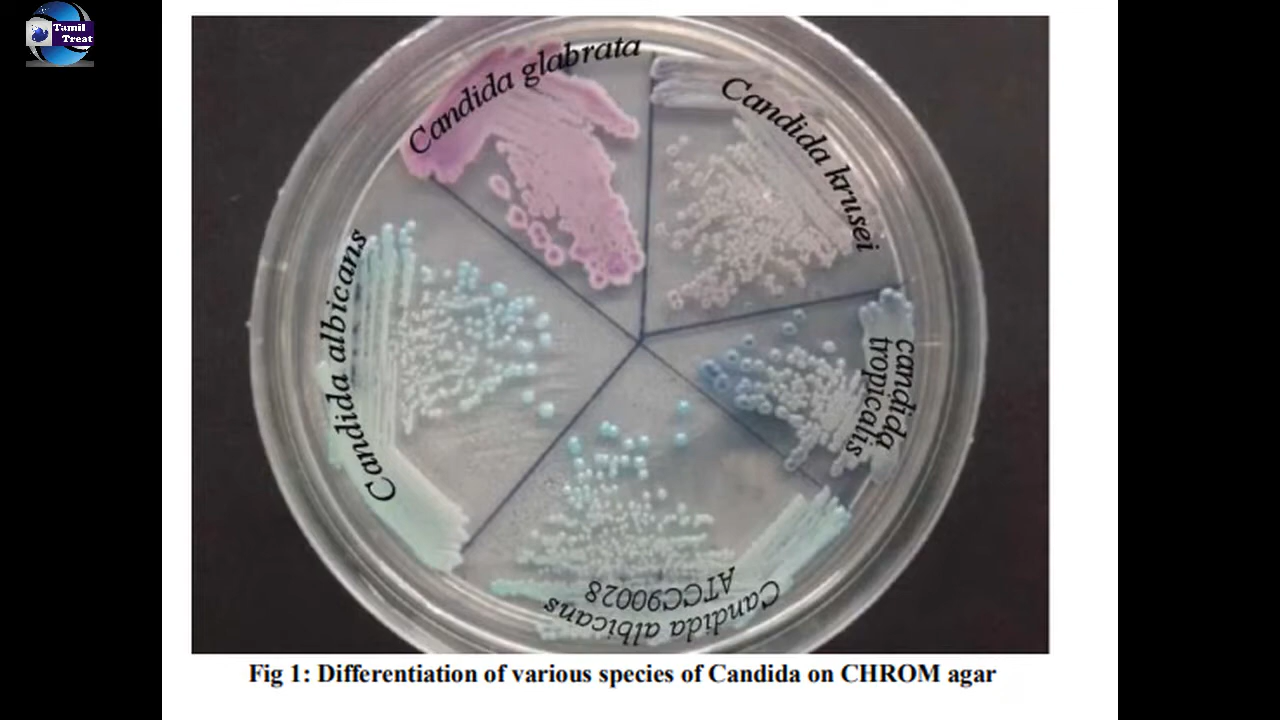 Tamil
Treat
Candida glabrata
Candida krusei
candida
tropicalis
Candida albicans
Candida albicans
ATCC90028
Fig 1: Differentiation of various species of Candida on CHROM agar